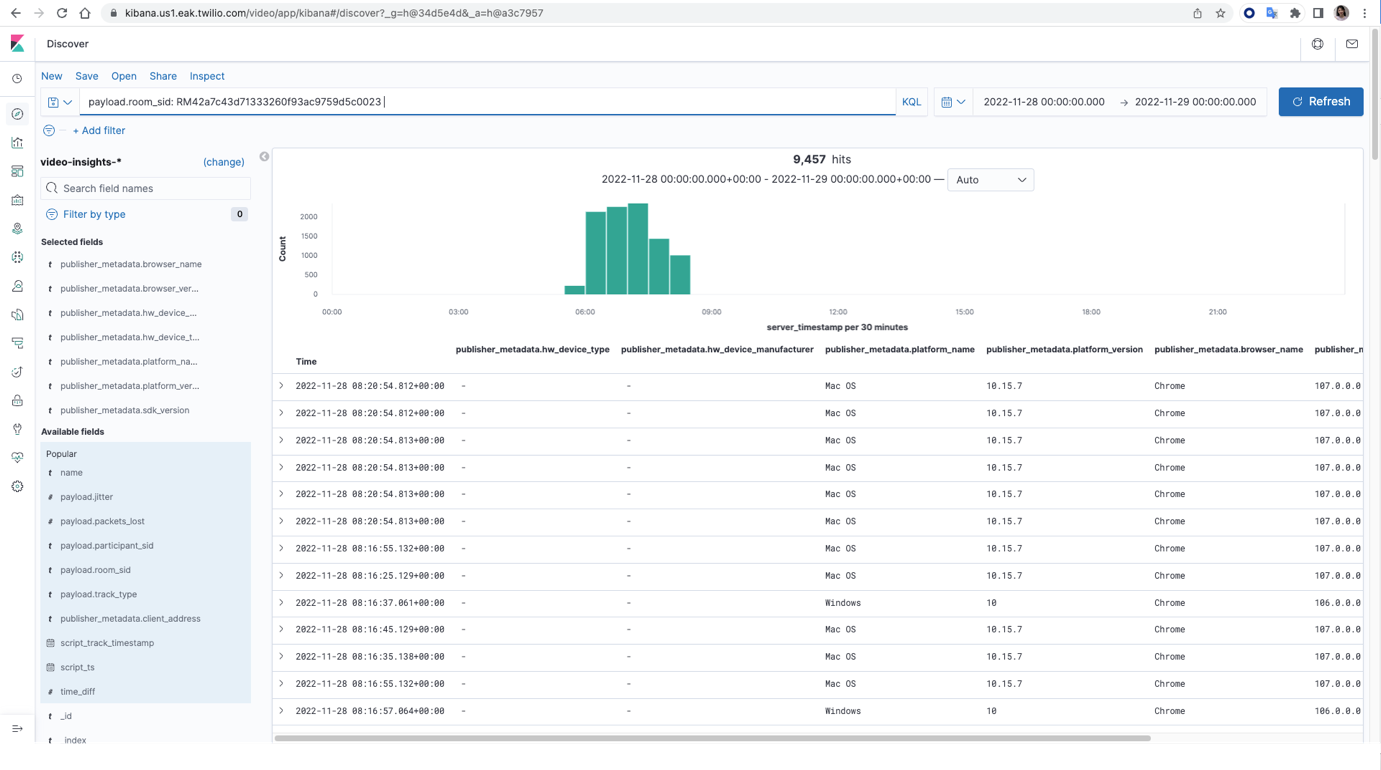 kibana.us1.eak.twilio.com/video/app/kibana#/discover?_g=h@34d5e4d&_a=h@a3c7957
Discover
New Save Open Share Inspect
payload.room_sid: RM42a7c43d71333260f93ac9759d5c0023
KQL
2022-11-28 00:00:00.000 → 2022-11-29 00:00:00.000
Refresh
+ Add filter
video-insights-* (change)
Search field names
Filter by type 0
Selected fields
t publisher_metadata.browser_name
t publisher_metadata.browser_ver...
t publisher_metadata.hw_device_...
t publisher_metadata.hw_device_t...
t publisher_metadata.platform_na...
t publisher_metadata.platform_ver...
t publisher_metadata.sdk_version
Available fields
Popular
t name
# payload.jitter
# payload.packets_lost
t payload.participant_sid
t payload.room_sid
t payload.track_type
t publisher_metadata.client_address
script_track_timestamp
script_ts
# time_diff
t _id
t _index
9,457 hits
2022-11-28 00:00:00.000+00:00 - 2022-11-29 00:00:00.000+00:00 — Auto
Count
2000
1500
1000
500
0
00:00 03:00 06:00 09:00 12:00 15:00 18:00 21:00
server_timestamp per 30 minutes
Time publisher_metadata.hw_device_type publisher_metadata.hw_device_manufacturer publisher_metadata.platform_name publisher_metadata.platform_version publisher_metadata.browser_name publisher_m
2022-11-28 08:20:54.812+00:00 - - Mac OS 10.15.7 Chrome 107.0.0.0
2022-11-28 08:20:54.812+00:00 - - Mac OS 10.15.7 Chrome 107.0.0.0
2022-11-28 08:20:54.813+00:00 - - Mac OS 10.15.7 Chrome 107.0.0.0
2022-11-28 08:20:54.813+00:00 - - Mac OS 10.15.7 Chrome 107.0.0.0
2022-11-28 08:20:54.813+00:00 - - Mac OS 10.15.7 Chrome 107.0.0.0
2022-11-28 08:20:54.813+00:00 - - Mac OS 10.15.7 Chrome 107.0.0.0
2022-11-28 08:16:55.132+00:00 - - Mac OS 10.15.7 Chrome 107.0.0.0
2022-11-28 08:16:25.129+00:00 - - Mac OS 10.15.7 Chrome 107.0.0.0
2022-11-28 08:16:37.061+00:00 - - Windows 10 Chrome 106.0.0.0
2022-11-28 08:16:45.129+00:00 - - Mac OS 10.15.7 Chrome 107.0.0.0
2022-11-28 08:16:35.138+00:00 - - Mac OS 10.15.7 Chrome 107.0.0.0
2022-11-28 08:16:55.132+00:00 - - Mac OS 10.15.7 Chrome 107.0.0.0
2022-11-28 08:16:57.064+00:00 - - Windows 10 Chrome 106.0.0.0